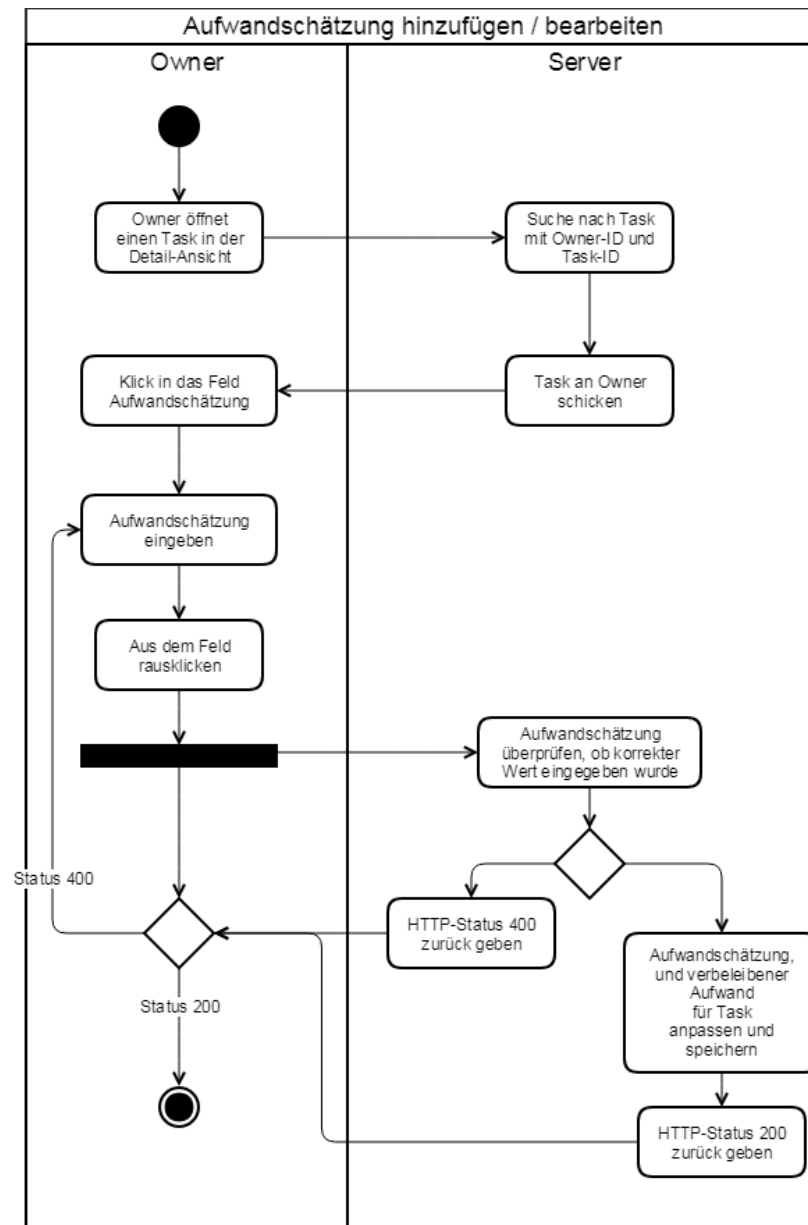 Aufwandschätzung hinzufügen / bearbeiten
Owner
Server
Owner öffnet
einen Task in der
Detail-Ansicht
Suche nach Task
mit Owner-ID und
Task-ID
Klick in das Feld
Aufwandschätzung
Task an Owner
schicken
Aufwandschätzung
eingeben
Aus dem Feld
rausklicken
Aufwandschätzung
überprüfen, ob korrekter
Wert eingegeben wurde
Status 400
HTTP-Status 400
zurück geben
Aufwandschätzung,
und verbeleibener
Aufwand
für Task
anpassen und
speichern
Status 200
HTTP-Status 200
zurück geben